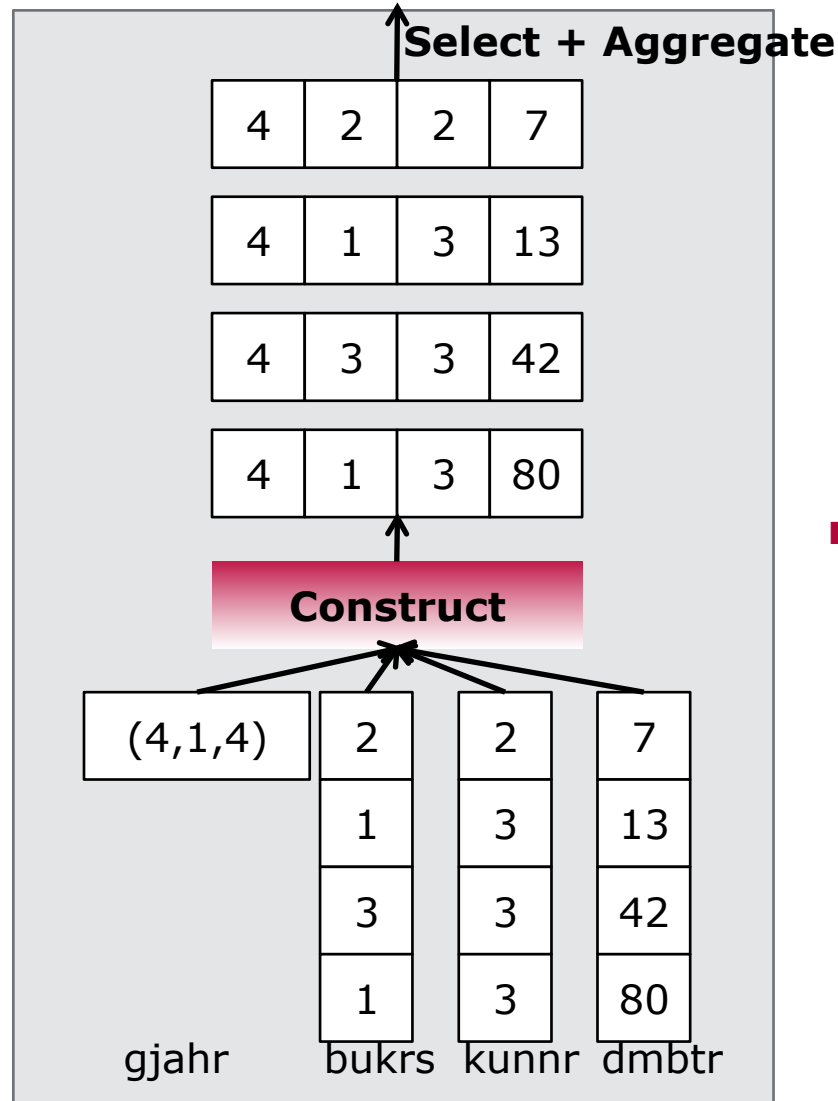 Select + Aggregate
4 2 2 7
4 1 3 13
4 3 3 42
4 1 3 80
Construct
(4,1,4) 2 2 7
1 3 13
3 3 42
1 3 80
gjahr bukrs kunnr dmbtr